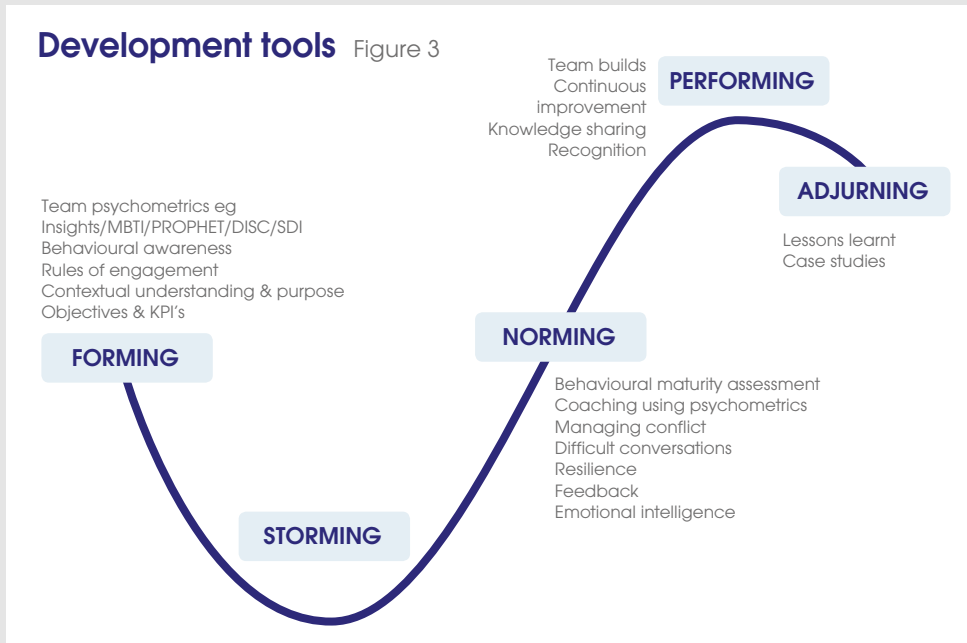 Development tools Figure 3
Team builds
Continuous
improvement
Knowledge sharing
Recognition
PERFORMING
ADJURNING
Lessons learnt
Case studies
Team psychometrics eg
Insights/MBTI/PROPHET/DISC/SDI
Behavioural awareness
Rules of engagement
Contextual understanding & purpose
Objectives & KPI’s
FORMING
NORMING
Behavioural maturity assessment
Coaching using psychometrics
Managing conflict
Difficult conversations
Resilience
Feedback
Emotional intelligence
STORMING